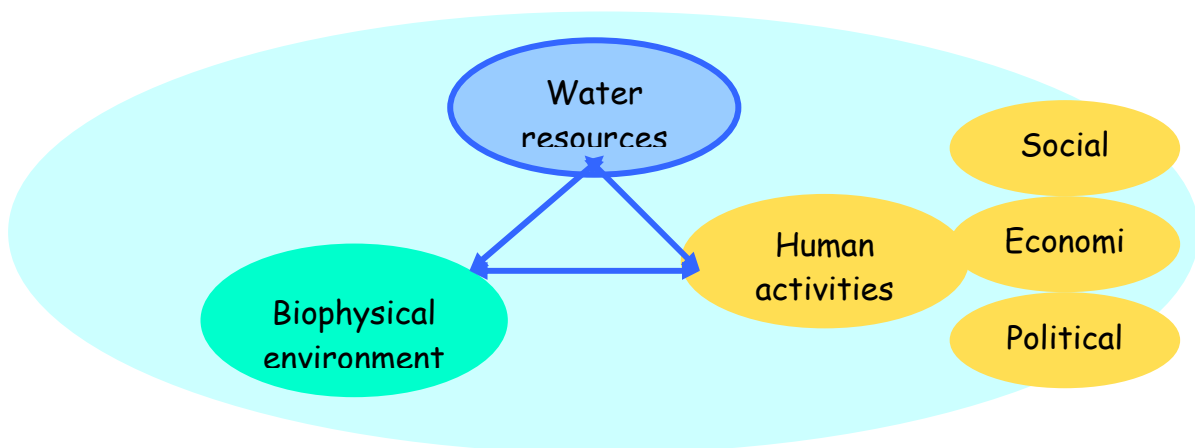 Water
resources
Social
Human
activities
Economi
Biophysical
environment
Political